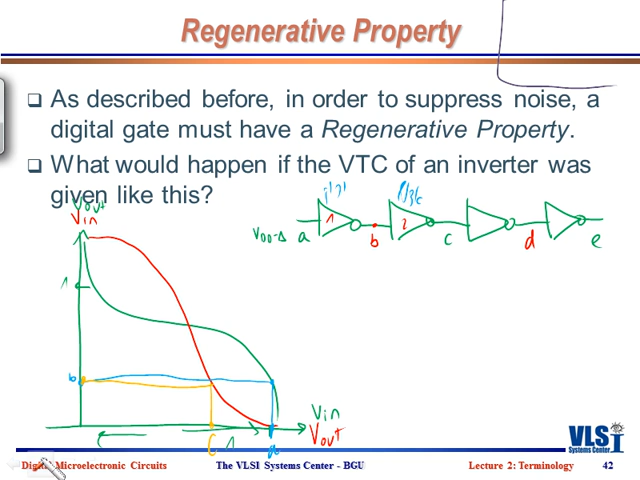 Regenerative Property
As described before, in order to suppress noise, a
digital gate must have a Regenerative Property.
What would happen if the VTC of an inverter was
given like this?
Vout
Vin
VDD-Δ
a
1
b
2
c
d
e
1
b
Vin
Vout
c
1
a
VLSI
Systems Center
Digital Microelectronic Circuits
The VLSI Systems Center - BGU
Lecture 2: Terminology
42